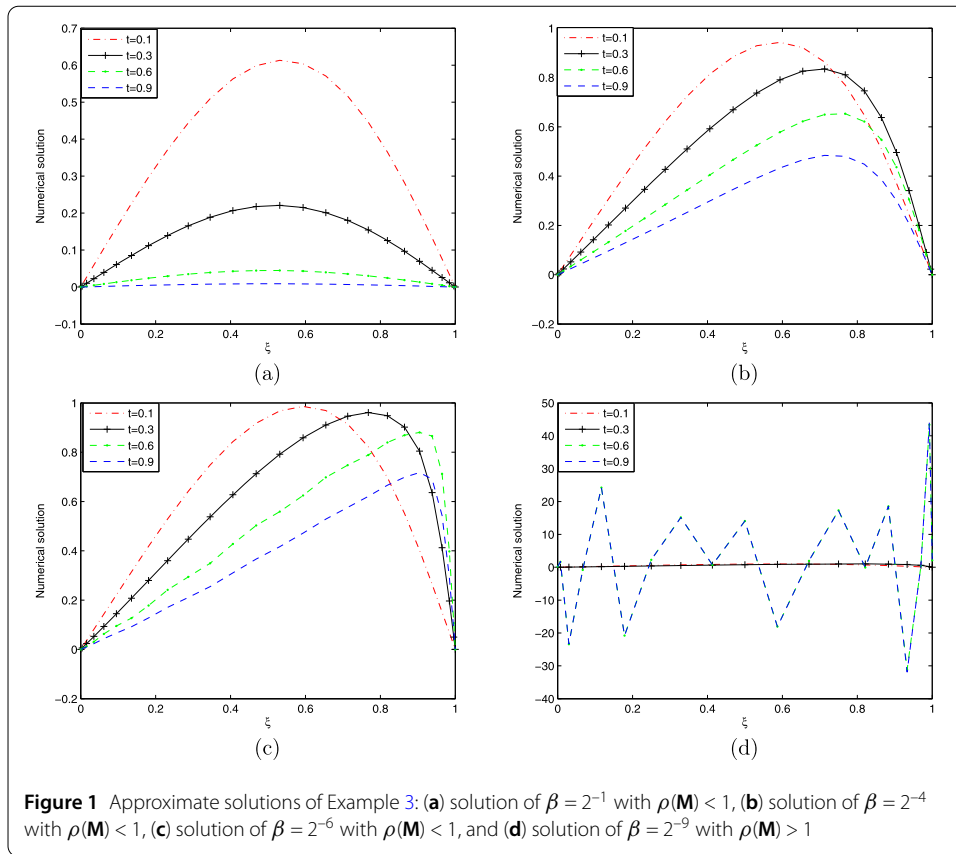 0.7
0.6
0.5
0.4
0.3
0.2
0.1
0
−0.1
Numerical solution
t=0.1
t=0.3
t=0.6
t=0.9
0 0.2 0.4 0.6 0.8 1
ξ
(a)
1
0.8
0.6
0.4
0.2
0
−0.2
Numerical solution
t=0.1
t=0.3
t=0.6
t=0.9
0 0.2 0.4 0.6 0.8 1
ξ
(b)
1
0.8
0.6
0.4
0.2
0
−0.2
Numerical solution
t=0.1
t=0.3
t=0.6
t=0.9
0 0.2 0.4 0.6 0.8 1
ξ
(c)
50
40
30
20
10
0
−10
−20
−30
−40
Numerical solution
t=0.1
t=0.3
t=0.6
t=0.9
0 0.2 0.4 0.6 0.8 1
ξ
(d)
Figure 1 Approximate solutions of Example 3: (a) solution of β = 2⁻¹ with ρ(M) < 1, (b) solution of β = 2⁻⁴
with ρ(M) < 1, (c) solution of β = 2⁻⁶ with ρ(M) < 1, and (d) solution of β = 2⁻⁹ with ρ(M) > 1